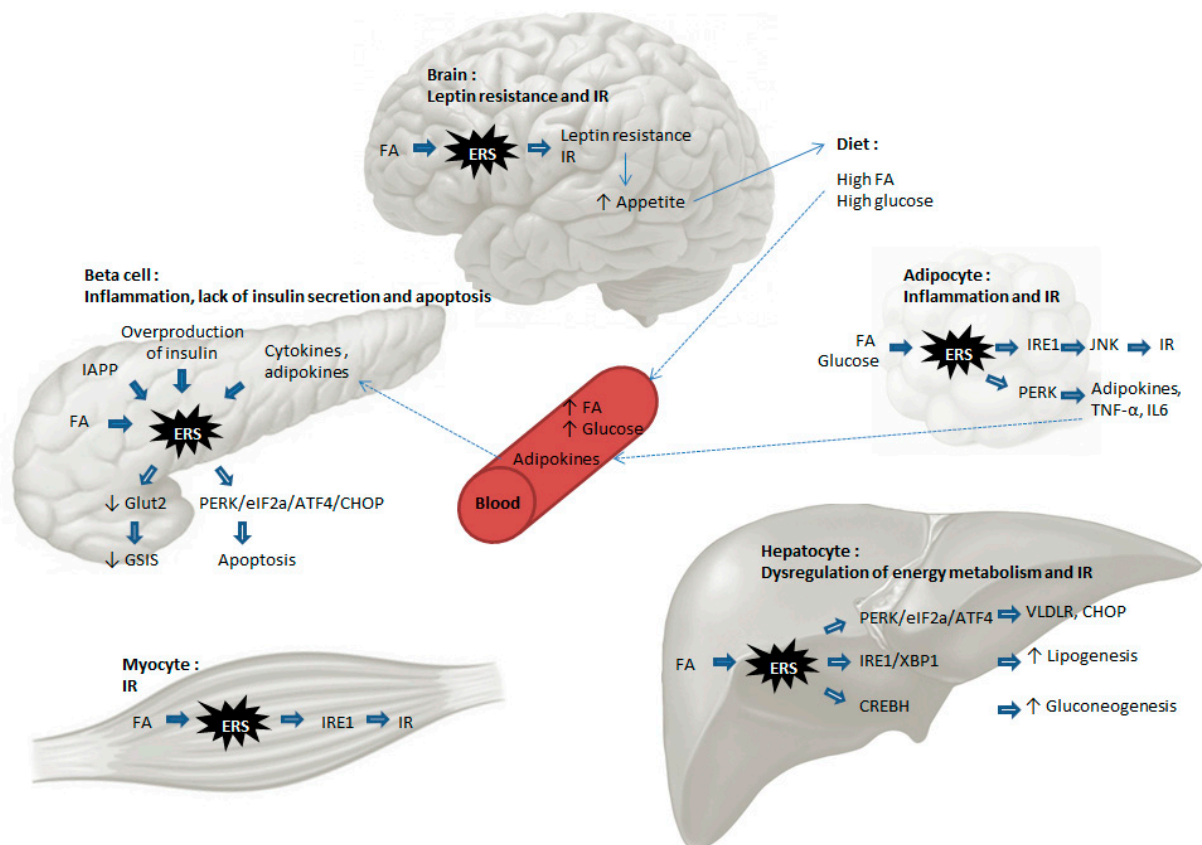 Brain :
Leptin resistance and IR
FA
ERS
Leptin resistance
IR
↑ Appetite
Diet :
High FA
High glucose
Beta cell :
Inflammation, lack of insulin secretion and apoptosis
Overproduction
of insulin
Cytokines ,
adipokines
IAPP
FA
ERS
↓ Glut2
PERK/eIF2a/ATF4/CHOP
↓ GSIS
Apoptosis
↑ FA
↑ Glucose
Adipokines
Blood
Adipocyte :
Inflammation and IR
FA
Glucose
ERS
IRE1
JNK
IR
PERK
Adipokines,
TNF-α, IL6
Myocyte :
IR
FA
ERS
IRE1
IR
Hepatocyte :
Dysregulation of energy metabolism and IR
FA
ERS
PERK/eIF2a/ATF4
VLDLR, CHOP
IRE1/XBP1
↑ Lipogenesis
CREBH
↑ Gluconeogenesis